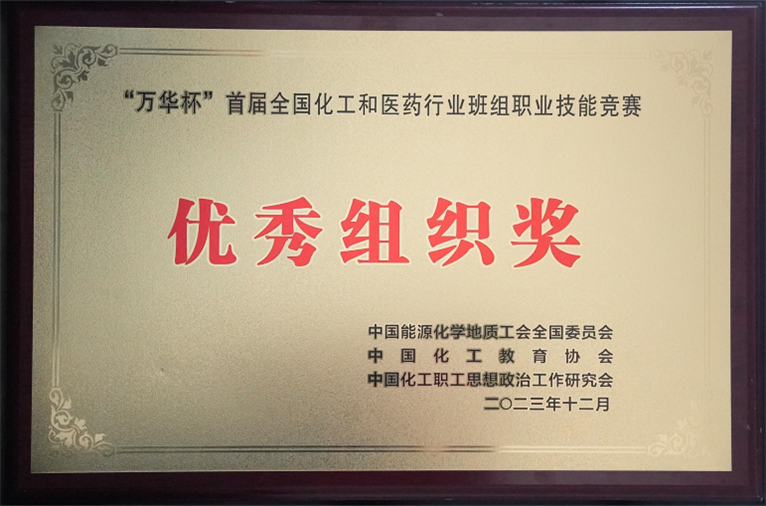 “万华杯”首届全国化工和医药行业班组职业技能竞赛
优秀组织奖
中国能源化学地质工会全国委员会
中国化工教育协会
中国化工职工思想政治工作研究会
二〇二三年十二月